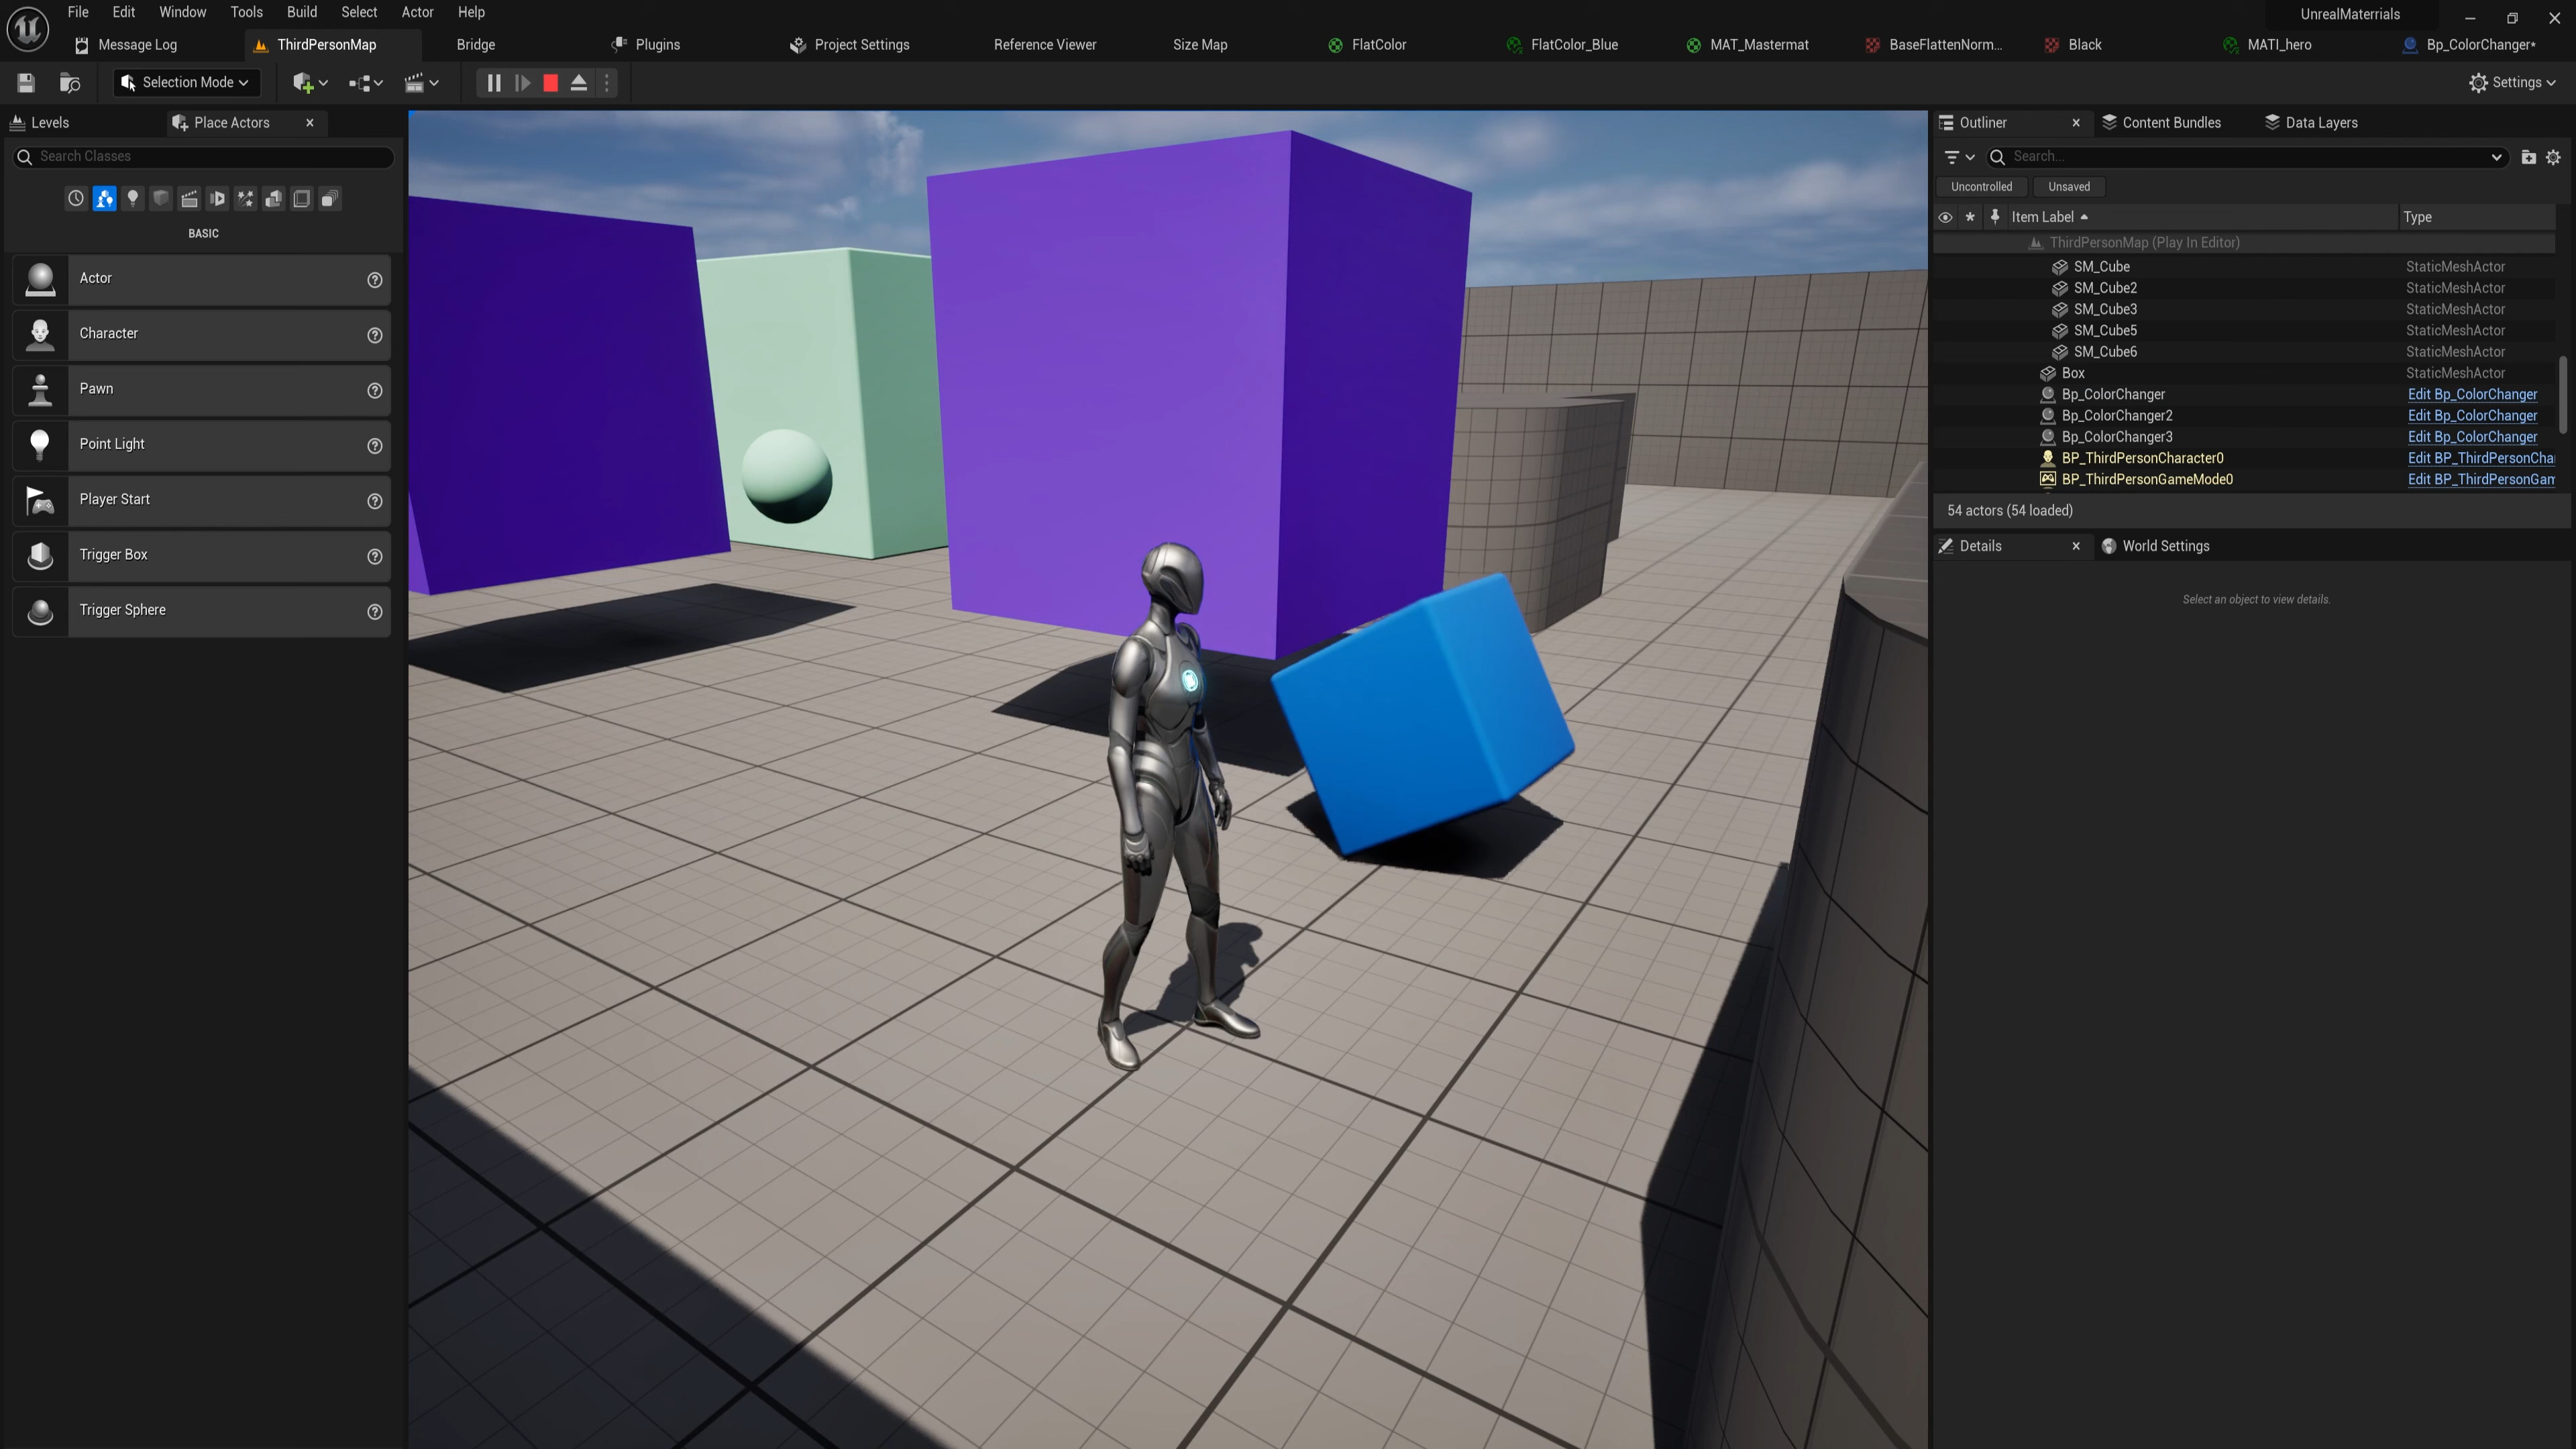 File Edit Window Tools Build Select Actor Help
UnrealMaterrials
Message Log ThirdPersonMap Bridge Plugins Project Settings Reference Viewer Size Map FlatColor FlatColor_Blue MAT_Mastermat BaseFlattenNorm... Black MATI_hero Bp_ColorChanger*
Selection Mode
Settings
Levels Place Actors
Search Classes
BASIC
Actor
Character
Pawn
Point Light
Player Start
Trigger Box
Trigger Sphere
Outliner Content Bundles Data Layers
Search...
Uncontrolled Unsaved
Item Label Type
ThirdPersonMap (Play In Editor)
SM_Cube StaticMeshActor
SM_Cube2 StaticMeshActor
SM_Cube3 StaticMeshActor
SM_Cube5 StaticMeshActor
SM_Cube6 StaticMeshActor
Box StaticMeshActor
Bp_ColorChanger Edit Bp_ColorChanger
Bp_ColorChanger2 Edit Bp_ColorChanger
Bp_ColorChanger3 Edit Bp_ColorChanger
BP_ThirdPersonCharacter0 Edit BP_ThirdPersonCha
BP_ThirdPersonGameMode0 Edit BP_ThirdPersonGam
54 actors (54 loaded)
Details World Settings
Select an object to view details.